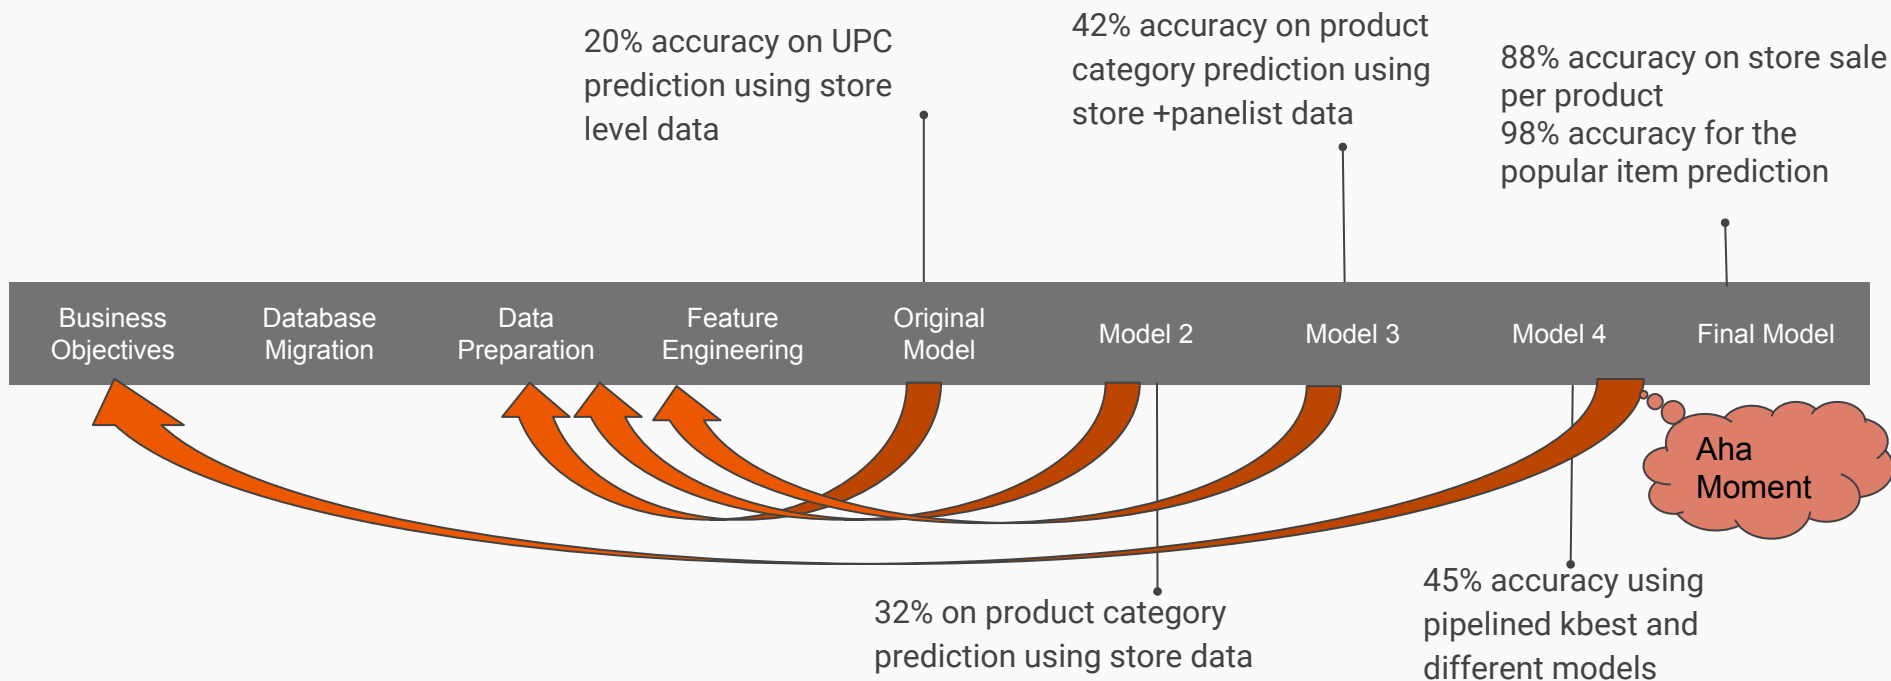 20% accuracy on UPC
prediction using store
level data
42% accuracy on product
category prediction using
store +panelist data
88% accuracy on store sale
per product
98% accuracy for the
popular item prediction
Business
Objectives
Database
Migration
Data
Preparation
Feature
Engineering
Original
Model
Model 2
Model 3
Model 4
Final Model
Aha
Moment
32% on product category
prediction using store data
45% accuracy using
pipelined kbest and
different models